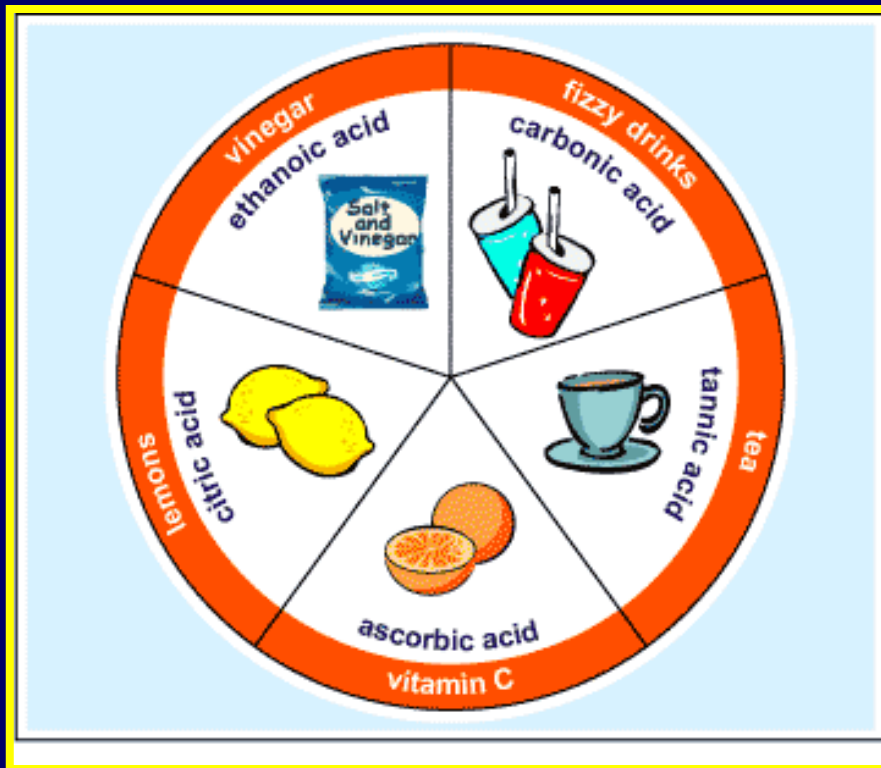 vinegar
ethanoic acid
Salt
and
Vinegar
fizzy drinks
carbonic acid
tea
tannic acid
vitamin C
ascorbic acid
lemons
citric acid